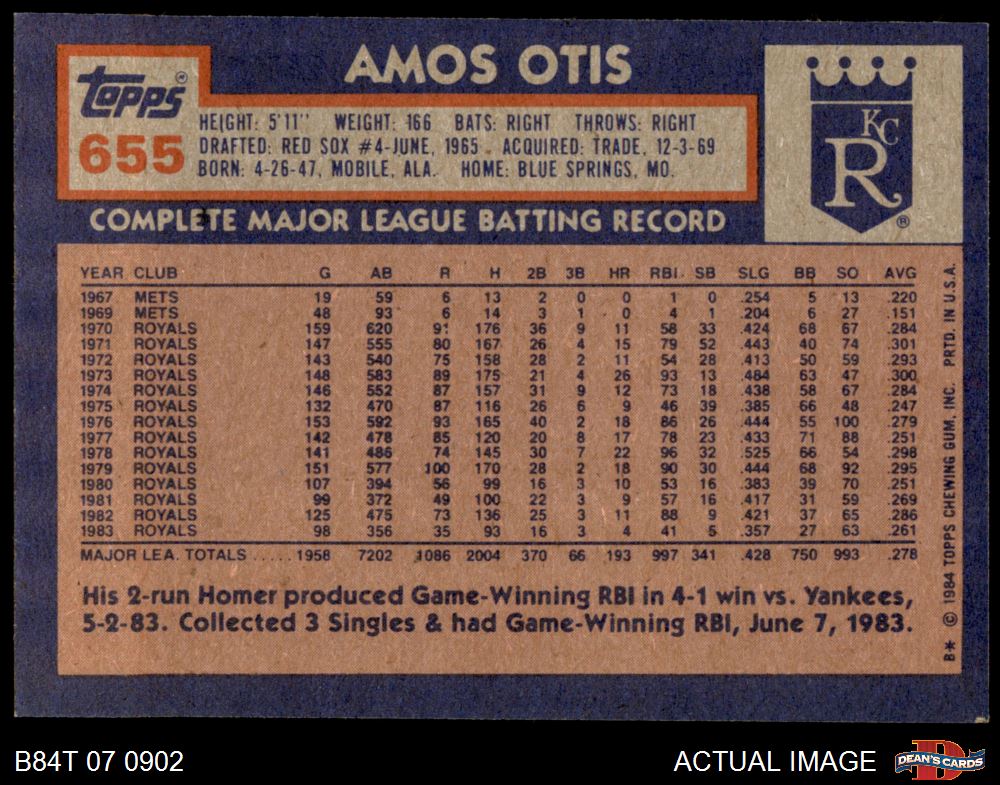 AMOS OTIS
Topps
655
HEIGHT: 5'11" WEIGHT: 166 BATS: RIGHT THROWS: RIGHT
DRAFTED: RED SOX #4-JUNE, 1965 ACQUIRED: TRADE, 12-3-69
BORN: 4-26-47, MOBILE, ALA. HOME: BLUE SPRINGS, MO.
KC
R
®
COMPLETE MAJOR LEAGUE BATTING RECORD
YEAR CLUB G AB R H 2B 3B HR RBI SB SLG BB SO AVG
1967 METS 19 59 6 13 2 0 0 1 0 .254 5 13 .220
1969 METS 48 93 6 14 3 1 0 4 1 .204 6 27 .151
1970 ROYALS 159 620 91 176 36 9 11 58 33 .424 68 67 .284
1971 ROYALS 147 555 80 167 26 4 15 79 52 .443 40 74 .301
1972 ROYALS 143 540 75 158 28 2 11 54 28 .413 50 59 .293
1973 ROYALS 148 583 89 175 21 4 26 93 13 .484 63 47 .300
1974 ROYALS 146 552 87 157 31 9 12 73 18 .438 58 67 .284
1975 ROYALS 132 470 87 116 26 6 9 46 39 .385 66 48 .247
1976 ROYALS 153 592 93 165 40 2 18 86 26 .444 55 100 .279
1977 ROYALS 142 478 85 120 20 8 17 78 23 .433 71 88 .251
1978 ROYALS 141 486 74 145 30 7 22 96 32 .525 66 54 .298
1979 ROYALS 151 577 100 170 28 2 18 90 30 .444 68 92 .295
1980 ROYALS 107 394 56 99 16 3 10 53 16 .383 39 70 .251
1981 ROYALS 99 372 49 100 22 3 9 57 16 .417 31 59 .269
1982 ROYALS 125 475 73 136 25 3 11 88 9 .421 37 65 .286
1983 ROYALS 98 356 35 93 16 3 4 41 5 .357 27 63 .261
MAJOR LEA. TOTALS ..... 1958 7202 1086 2004 370 66 193 997 341 .428 750 993 .278
His 2-run Homer produced Game-Winning RBI in 4-1 win vs. Yankees,
5-2-83. Collected 3 Singles & had Game-Winning RBI, June 7, 1983.
B* © 1984 TOPPS CHEWING GUM, INC. PRTD. IN U.S.A.
B84T 07 0902
ACTUAL IMAGE
D
DEAN'S CARDS